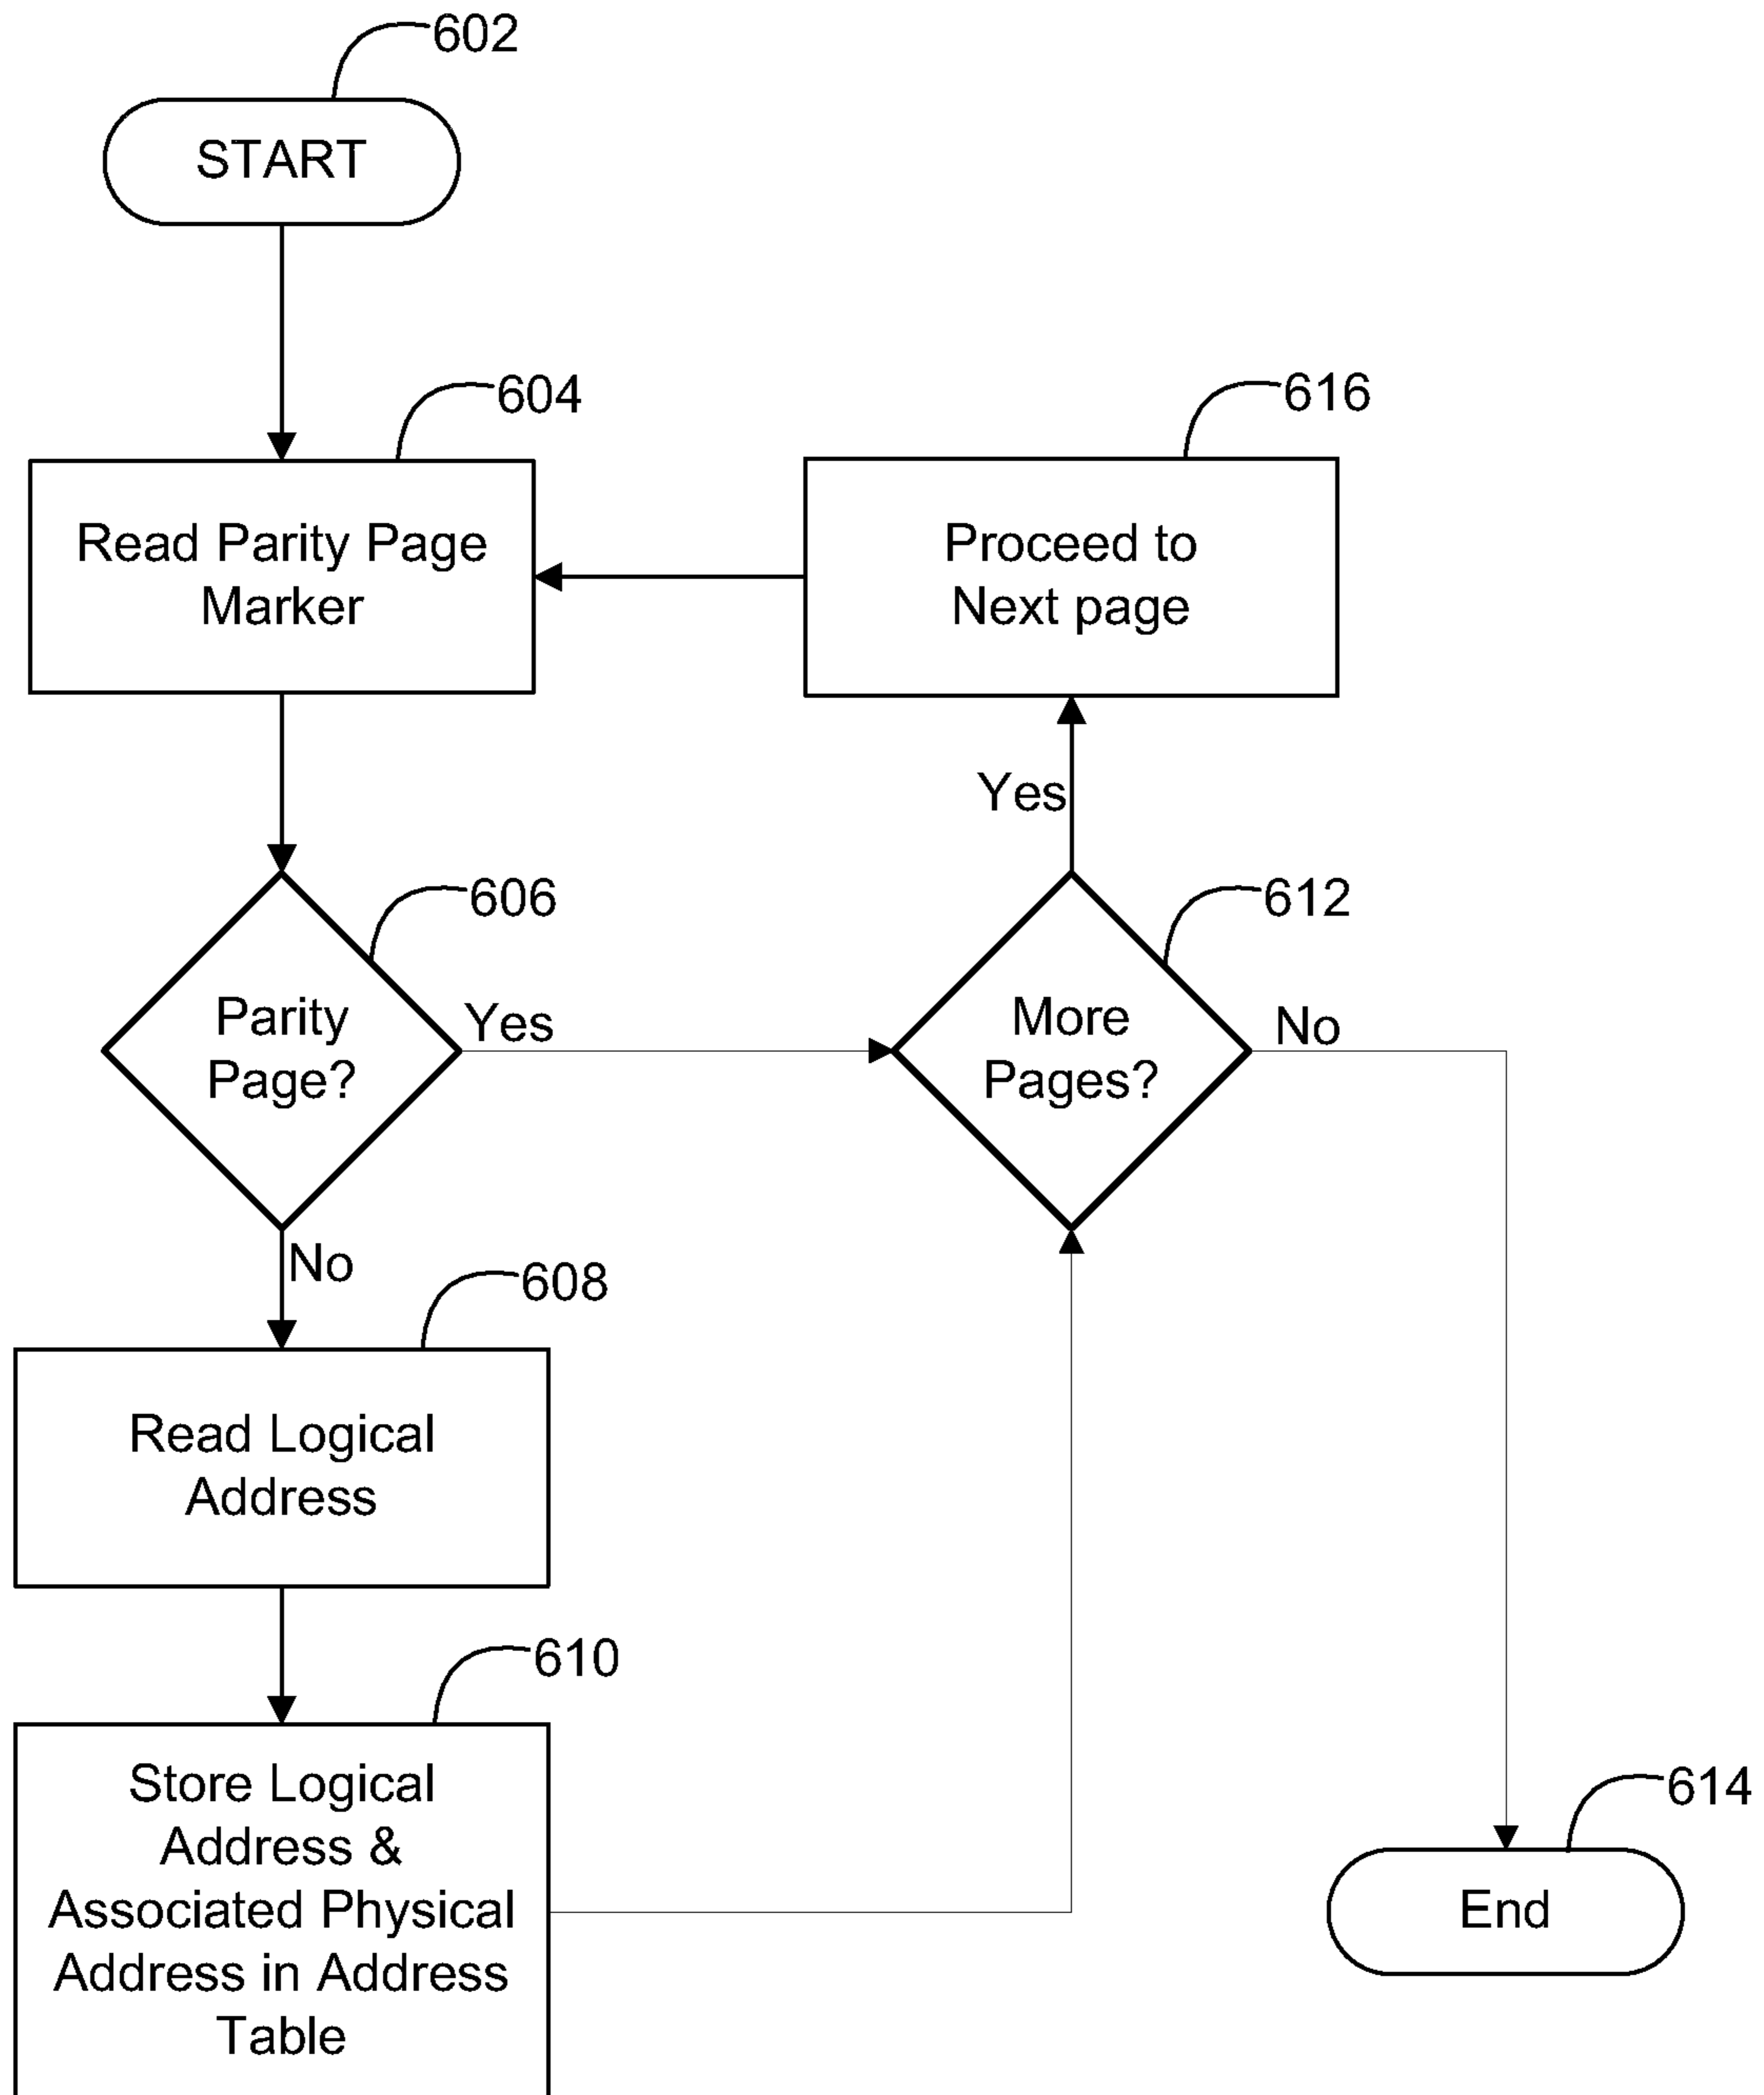 602
START
604
Read Parity Page
Marker
616
Proceed to
Next page
Yes
606
Parity
Page?
Yes
612
More
Pages?
No
No
608
Read Logical
Address
610
Store Logical
Address &
Associated Physical
Address in Address
Table
614
End